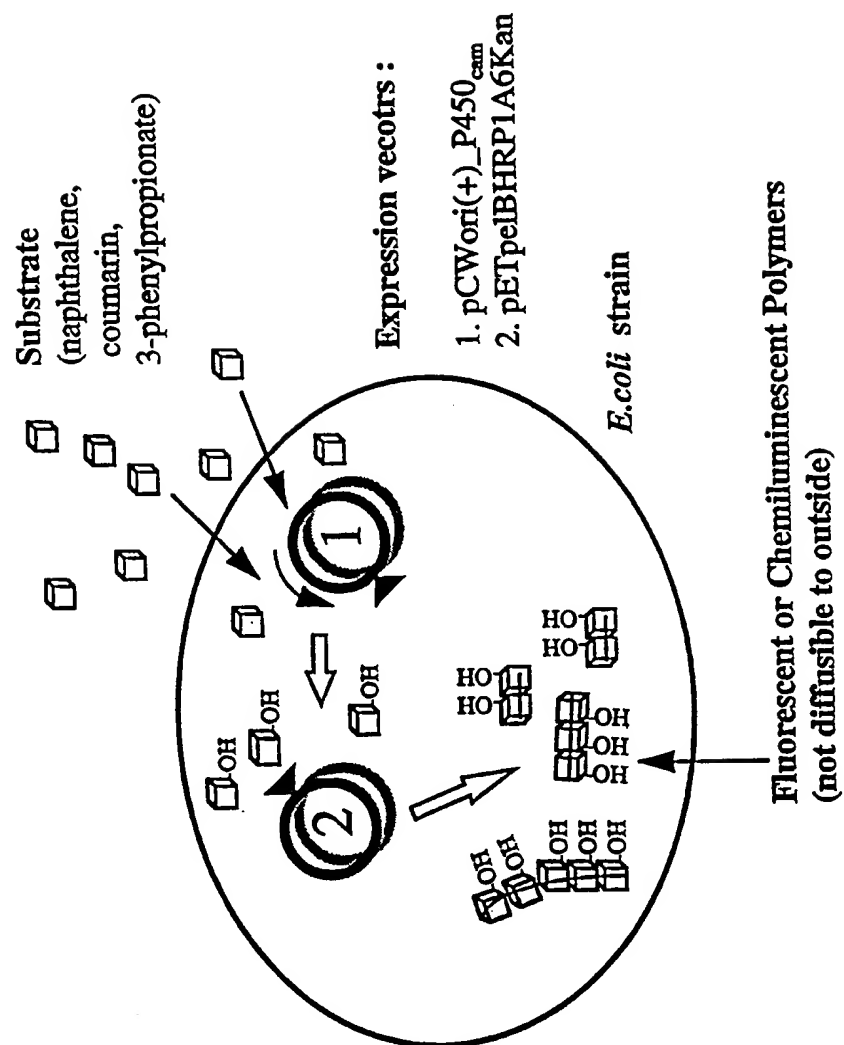 Substrate
(naphthalene,
coumarin,
3-phenylpropionate)
Expression vecotrs :
1. pCWori(+)_P450cam
2. pETpelBHRP1A6Kan
E.coli strain
1
2
OH
OH
OH
HO
HO
HO
HO
OH
OH
OH
OH
OH
OH
OH
OH
Fluorescent or Chemiluminescent Polymers
(not diffusible to outside)